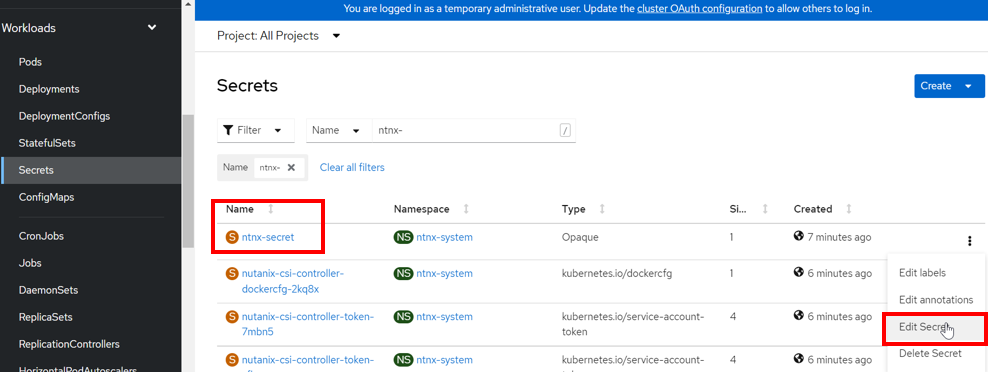 You are logged in as a temporary administrative user. Update the cluster OAuth configuration to allow others to log in.
Workloads
Pods
Deployments
DeploymentConfigs
StatefulSets
Secrets
ConfigMaps
CronJobs
Jobs
DaemonSets
ReplicaSets
ReplicationControllers
HorizontalPodAutoscalers
Project: All Projects
Secrets
Create
Filter
Name
ntnx-
/
Name ntnx-
Clear all filters
Name Namespace Type Si... Created
S ntnx-secret NS ntnx-system Opaque 1 7 minutes ago
S nutanix-csi-controller-dockercfg-2kq8x NS ntnx-system kubernetes.io/dockercfg 1 6 minutes ago
S nutanix-csi-controller-token-7mbn5 NS ntnx-system kubernetes.io/service-account-token 4 6 minutes ago
S nutanix-csi-controller-token- NS ntnx-system kubernetes.io/service-account- 4 6 minutes ago
Edit labels
Edit annotations
Edit Secret
Delete Secret